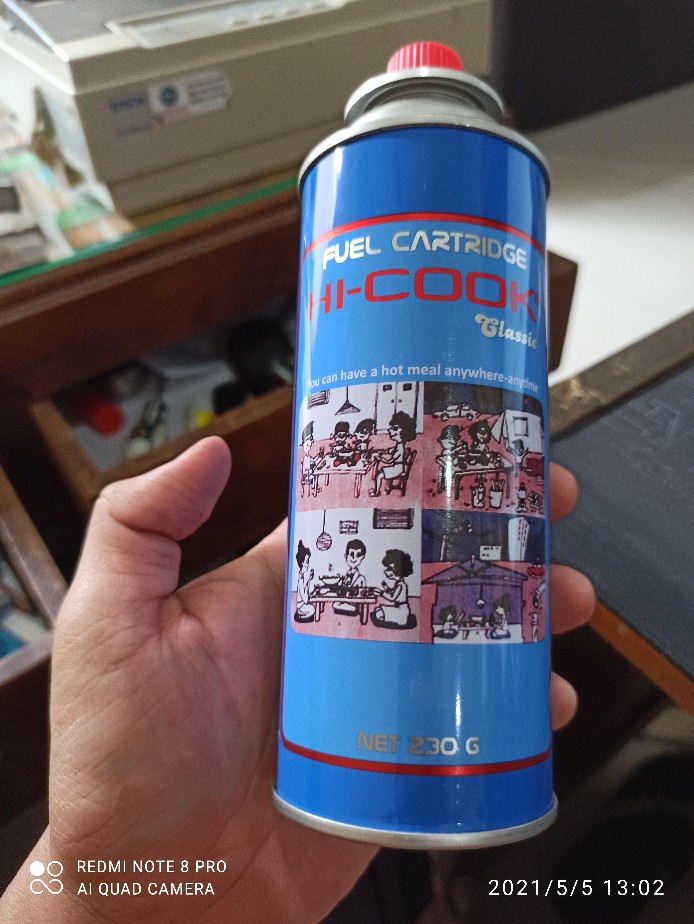 EPSON
FUEL CARTRIDGE
HI-COOK
Classic
You can have a hot meal anywhere-anytime
NET 230 G
REDMI NOTE 8 PRO
AI QUAD CAMERA
2021/5/5 13:02